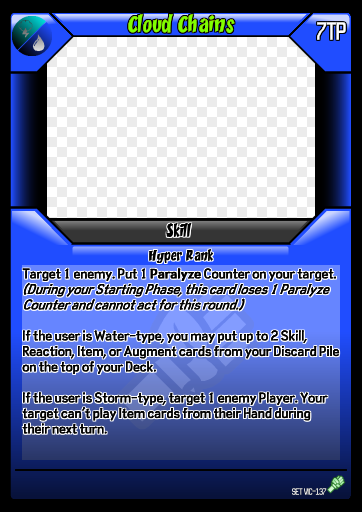 Cloud Chains
7TP
Skill
Hyper Rank
Target 1 enemy. Put 1 Paralyze Counter on your target.
(During your Starting Phase, this card loses 1 Paralyze
Counter and cannot act for this round.)
If the user is Water-type, you may put up to 2 Skill,
Reaction, Item, or Augment cards from your Discard Pile
on the top of your Deck.
If the user is Storm-type, target 1 enemy Player. Your
target can't play Item cards from their Hand during
their next turn.
SET VIC-137